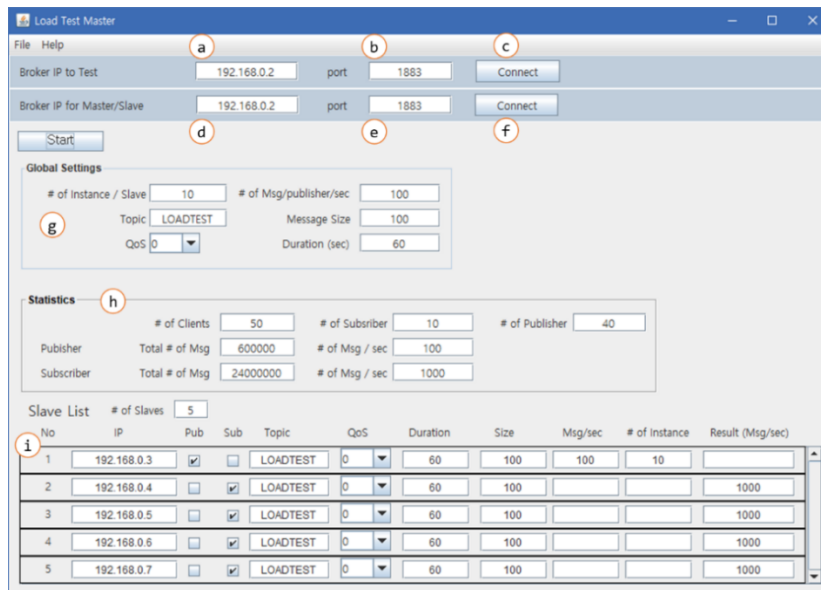 Load Test Master
File Help
a b c
Broker IP to Test 192.168.0.2 port 1883 Connect
Broker IP for Master/Slave 192.168.0.2 port 1883 Connect
d e f
Start
Global Settings
# of Instance / Slave 10 # of Msg/publisher/sec 100
g Topic LOADTEST Message Size 100
QoS 0 Duration (sec) 60
Statistics h
# of Clients 50 # of Subsriber 10 # of Publisher 40
Pubisher Total # of Msg 600000 # of Msg / sec 100
Subscriber Total # of Msg 24000000 # of Msg / sec 1000
Slave List # of Slaves 5
No IP Pub Sub Topic QoS Duration Size Msg/sec # of Instance Result (Msg/sec)
i
1 192.168.0.3 LOADTEST 0 60 100 100 10
2 192.168.0.4 LOADTEST 0 60 100 1000
3 192.168.0.5 LOADTEST 0 60 100 1000
4 192.168.0.6 LOADTEST 0 60 100 1000
5 192.168.0.7 LOADTEST 0 60 100 1000